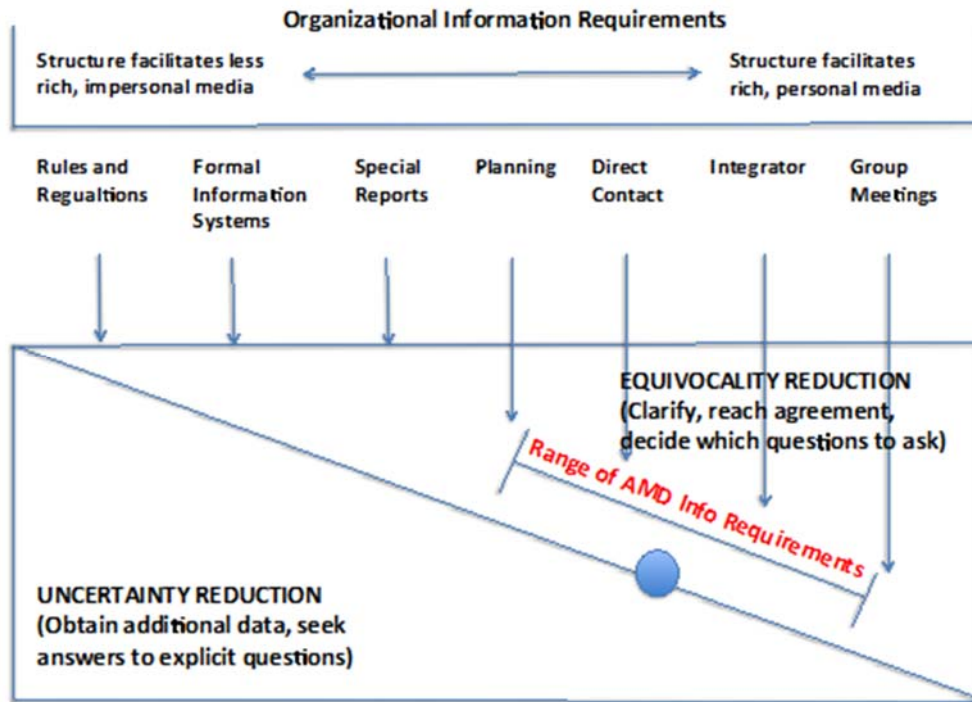 Organizational Information Requirements
Structure facilitates less
rich, impersonal media
Structure facilitates
rich, personal media
Rules and
Regualtions
Formal
Information
Systems
Special
Reports
Planning
Direct
Contact
Integrator
Group
Meetings
EQUIVOCALITY REDUCTION
(Clarify, reach agreement,
decide which questions to ask)
Range of AMD Info Requirements
UNCERTAINTY REDUCTION
(Obtain additional data, seek
answers to explicit questions)